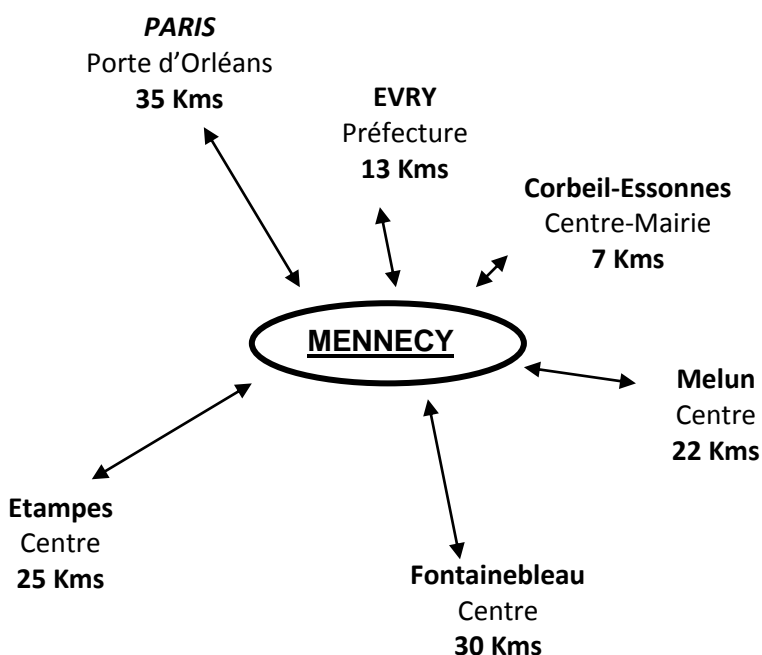 PARIS
Porte d’Orléans
35 Kms
EVRY
Préfecture
13 Kms
Corbeil-Essonnes
Centre-Mairie
7 Kms
MENNECY
Melun
Centre
22 Kms
Etampes
Centre
25 Kms
Fontainebleau
Centre
30 Kms